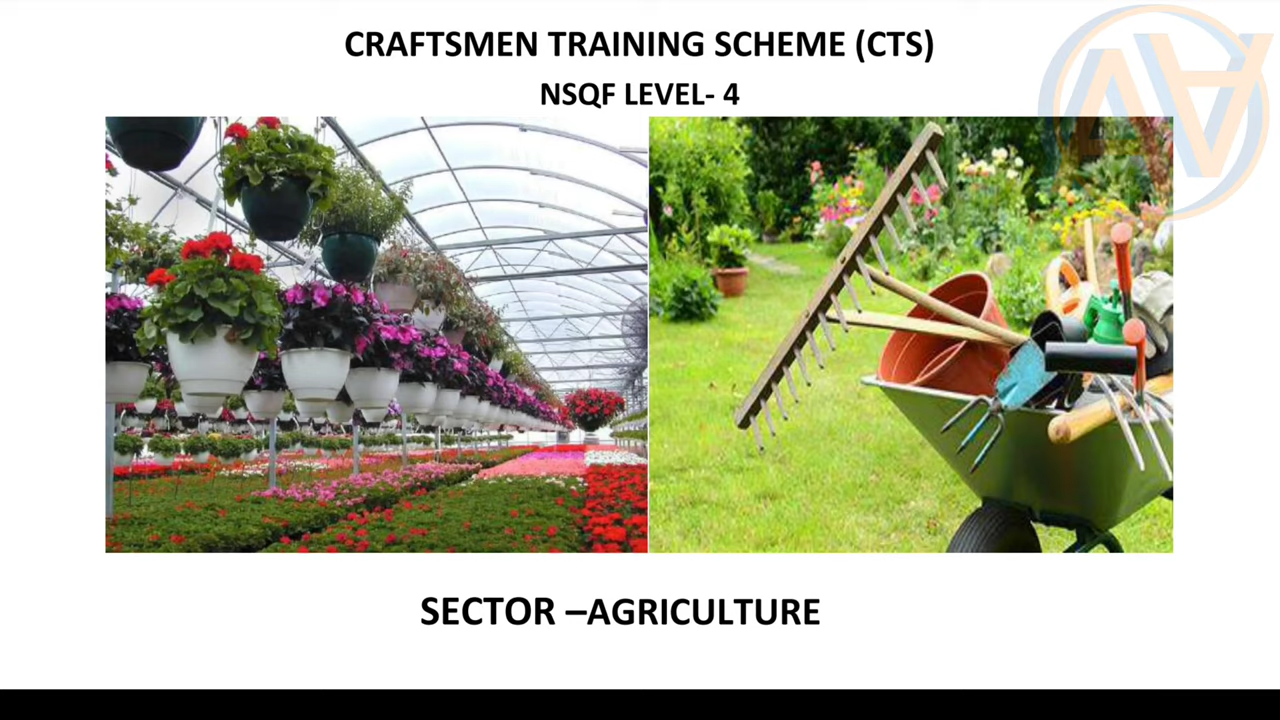 CRAFTSMEN TRAINING SCHEME (CTS)
NSQF LEVEL- 4
SECTOR –AGRICULTURE